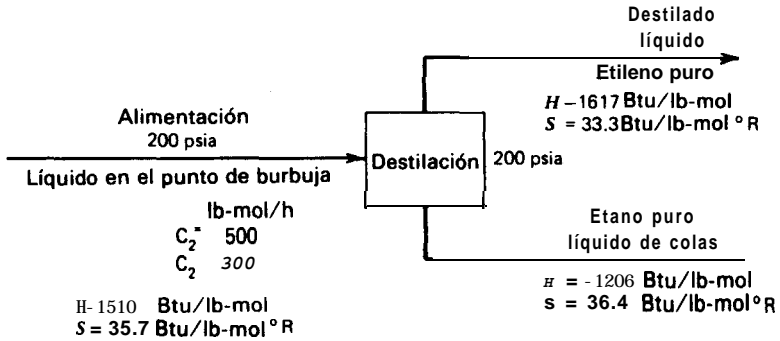 Destilado
líquido
Etileno puro
H -1617 Btu/lb-mol
S = 33.3Btu/lb-mol °R
Alimentación
200 psia
Líquido en el punto de burbuja
lb-mol/h
C2= 500
C2 300
H- 1510 Btu/lb-mol
S = 35.7 Btu/lb-mol °R
Destilación
200 psia
Etano puro
líquido de colas
H = - 1206 Btu/lb-mol
s = 36.4 Btu/lb-mol °R